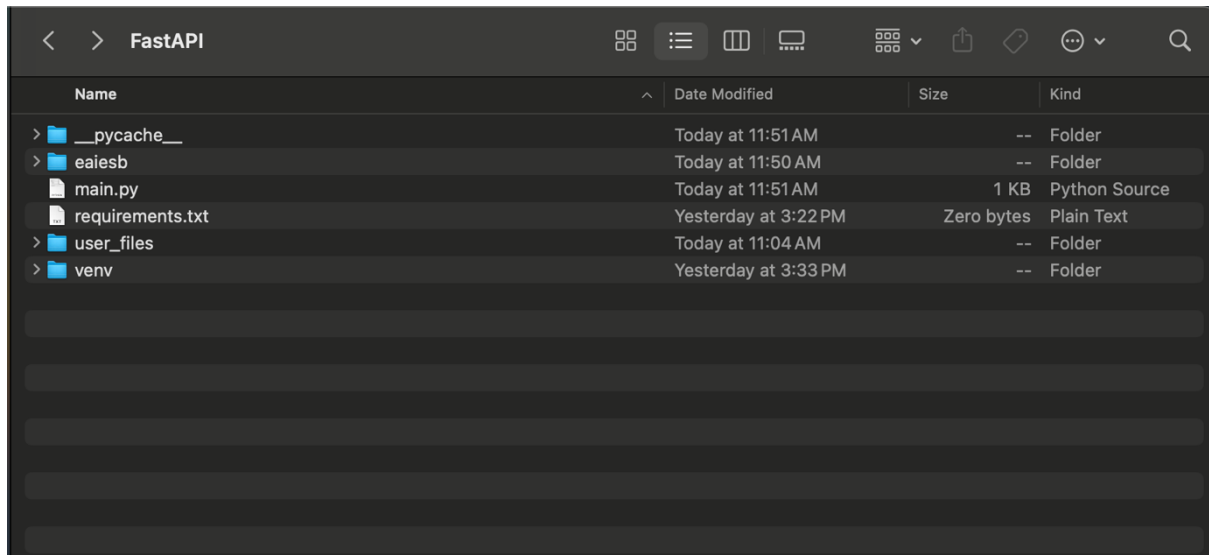 FastAPI
Name Date Modified Size Kind
__pycache__ Today at 11:51 AM -- Folder
eaiesb Today at 11:50 AM -- Folder
main.py Today at 11:51 AM 1 KB Python Source
requirements.txt Yesterday at 3:22 PM Zero bytes Plain Text
user_files Today at 11:04 AM -- Folder
venv Yesterday at 3:33 PM -- Folder